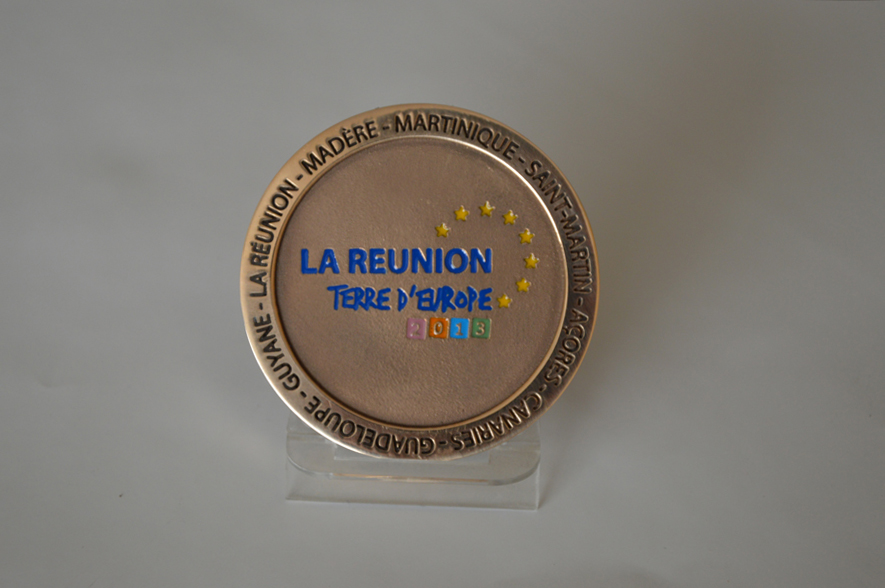 AÇORES - CANARIES - GUADELOUPE - GUYANE - LA RÉUNION - MADÈRE - MARTINIQUE - SAINT-MARTIN -
LA REUNION
TERRE D'EUROPE
2013